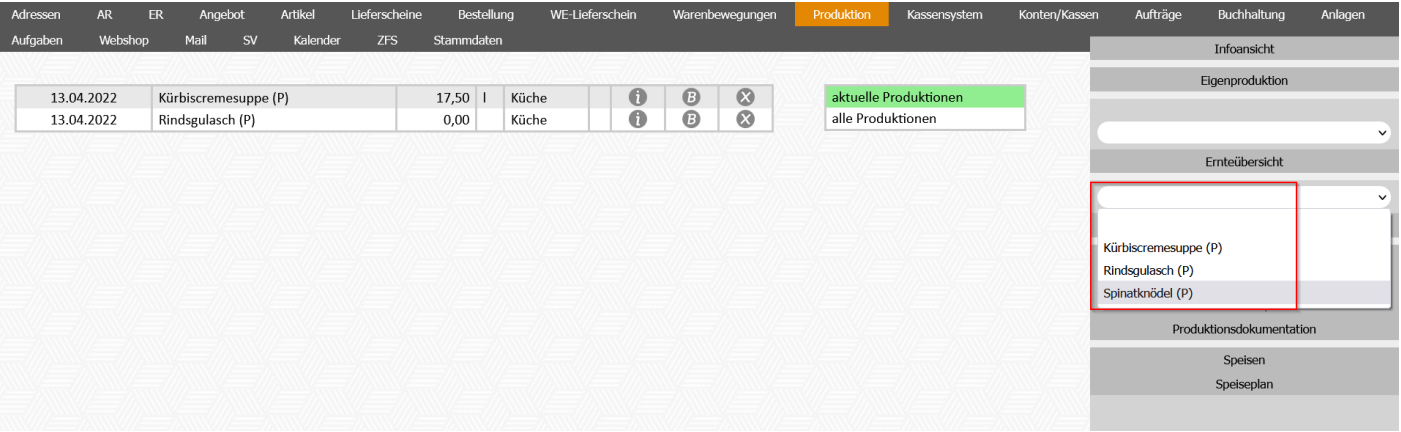 Adressen AR ER Angebot Artikel Lieferscheine Bestellung WE-Lieferschein Warenbewegungen Produktion Kassensystem Konten/Kassen Aufträge Buchhaltung Anlagen
Aufgaben Webshop Mail SV Kalender ZFS Stammdaten
Infoansicht
Eigenproduktion
13.04.2022 Kürbiscremesuppe (P) 17,50 l Küche i B X
13.04.2022 Rindsgulasch (P) 0,00 Küche i B X
aktuelle Produktionen
alle Produktionen
Ernteübersicht
Kürbiscremesuppe (P)
Rindsgulasch (P)
Spinatknödel (P)
Produktionsdokumentation
Speisen
Speiseplan